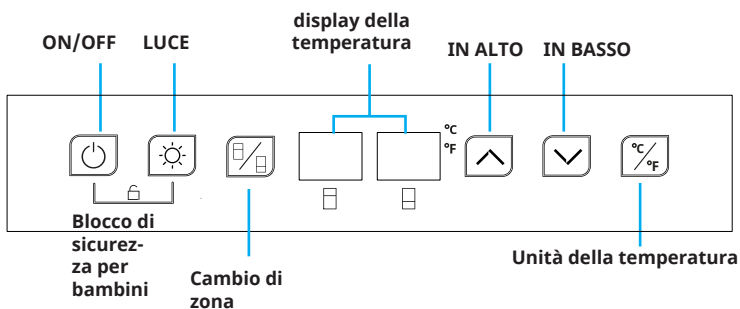 display della
temperatura
ON/OFF
LUCE
IN ALTO
IN BASSO
°C
°F
°C/°F
Blocco di
sicurez-
za per
bambini
Cambio di
zona
Unità della temperatura